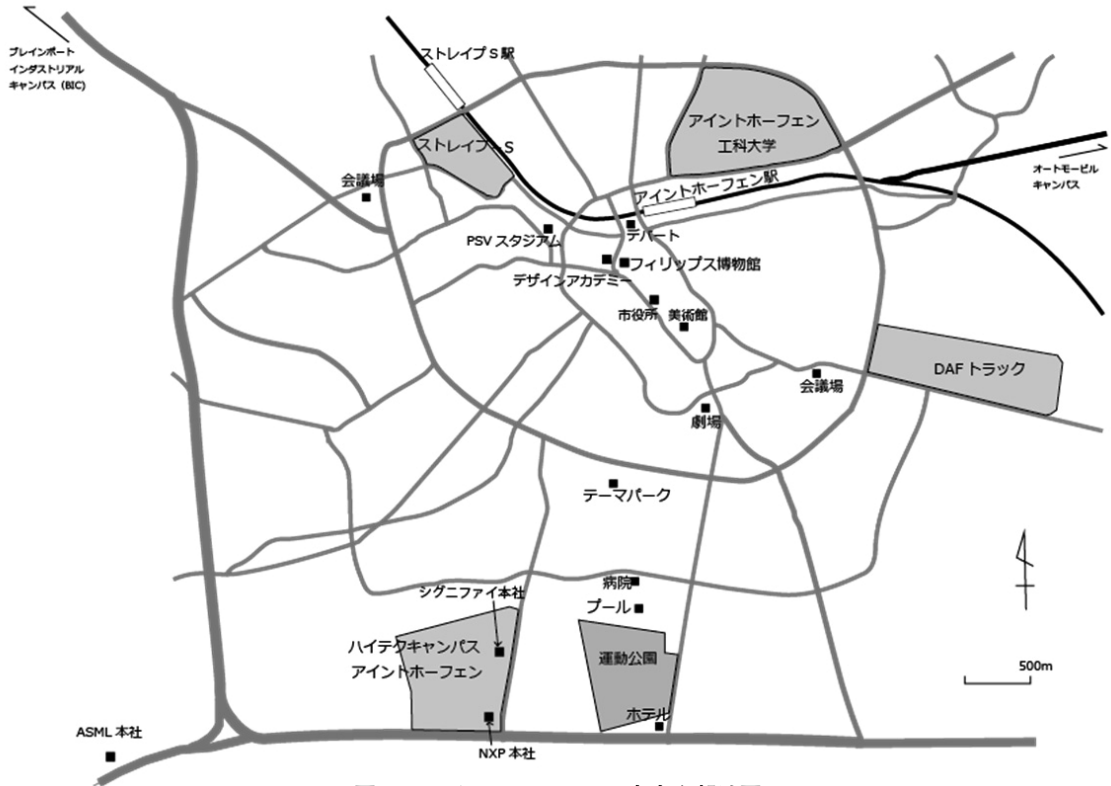 ブレインポート
インダストリアル
キャンパス (BIC)
ストレイプS駅
アイントホーフェン
工科大学
ストレイプ-S
オートモービル
キャンパス
会議場
アイントホーフェン駅
PSVスタジアム
デパート
フィリップス博物館
デザインアカデミー
市役所
美術館
DAFトラック
会議場
劇場
テーマパーク
病院
シグニファイ本社
プール
ハイテクキャンパス
アイントホーフェン
運動公園
500m
ホテル
ASML本社
NXP本社